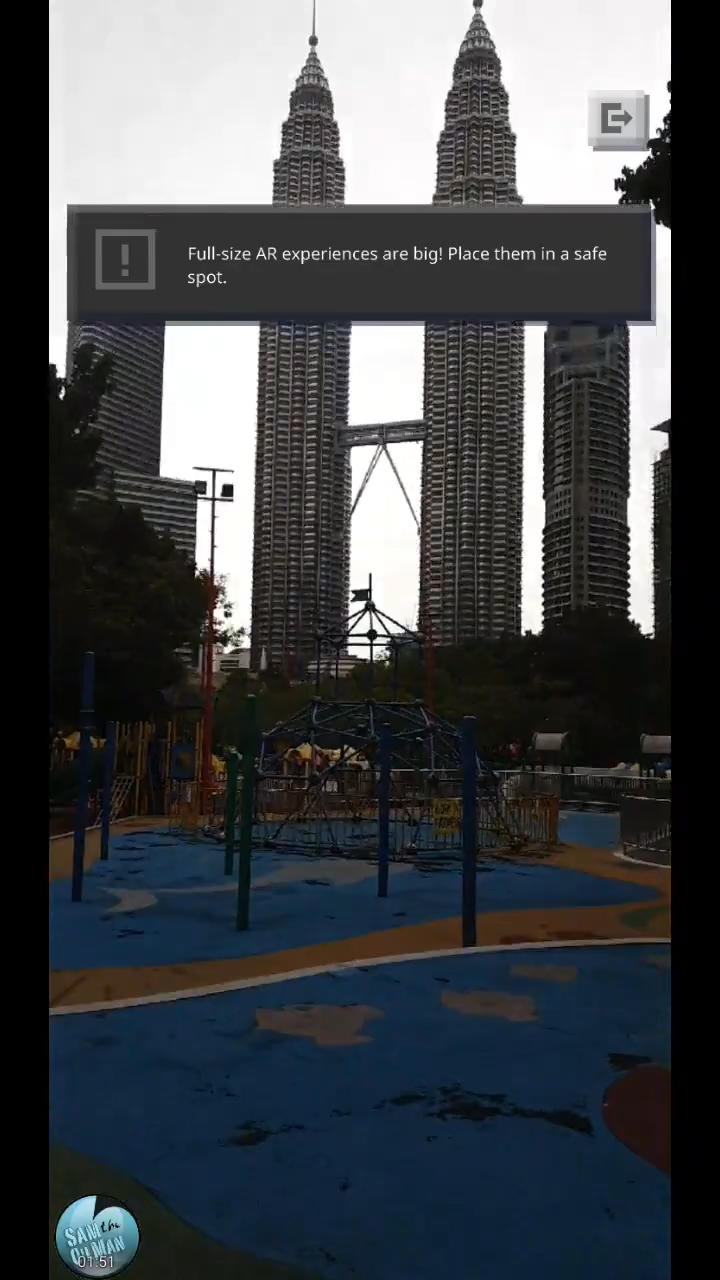 Full-size AR experiences are big! Place them in a safe
spot.
SAM the
OILMAN
01:51